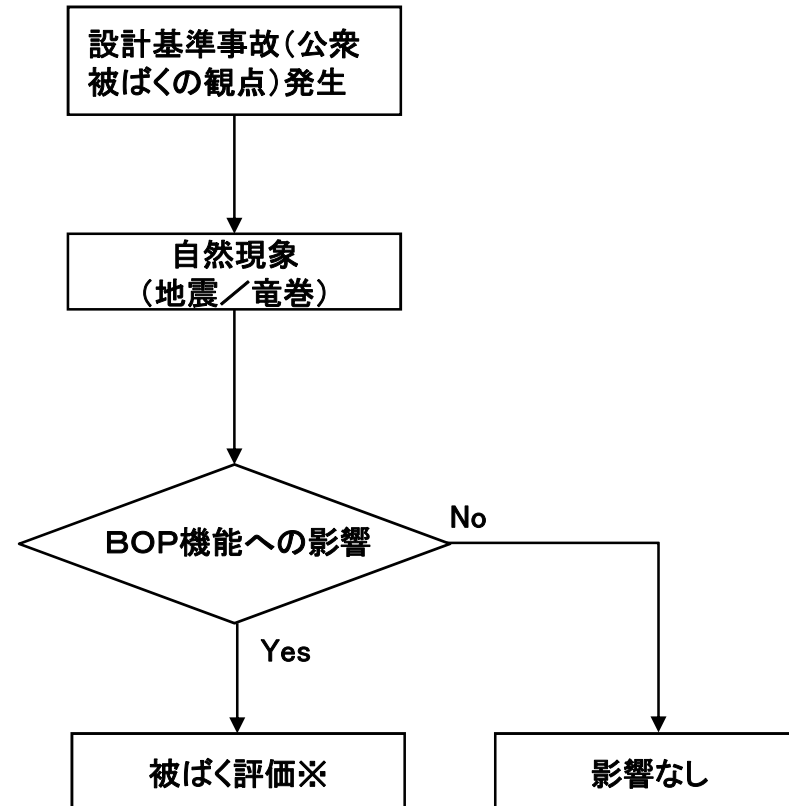 設計基準事故（公衆
被ばくの観点）発生
自然現象
（地震／竜巻）
BOP機能への影響
No
Yes
被ばく評価※
影響なし